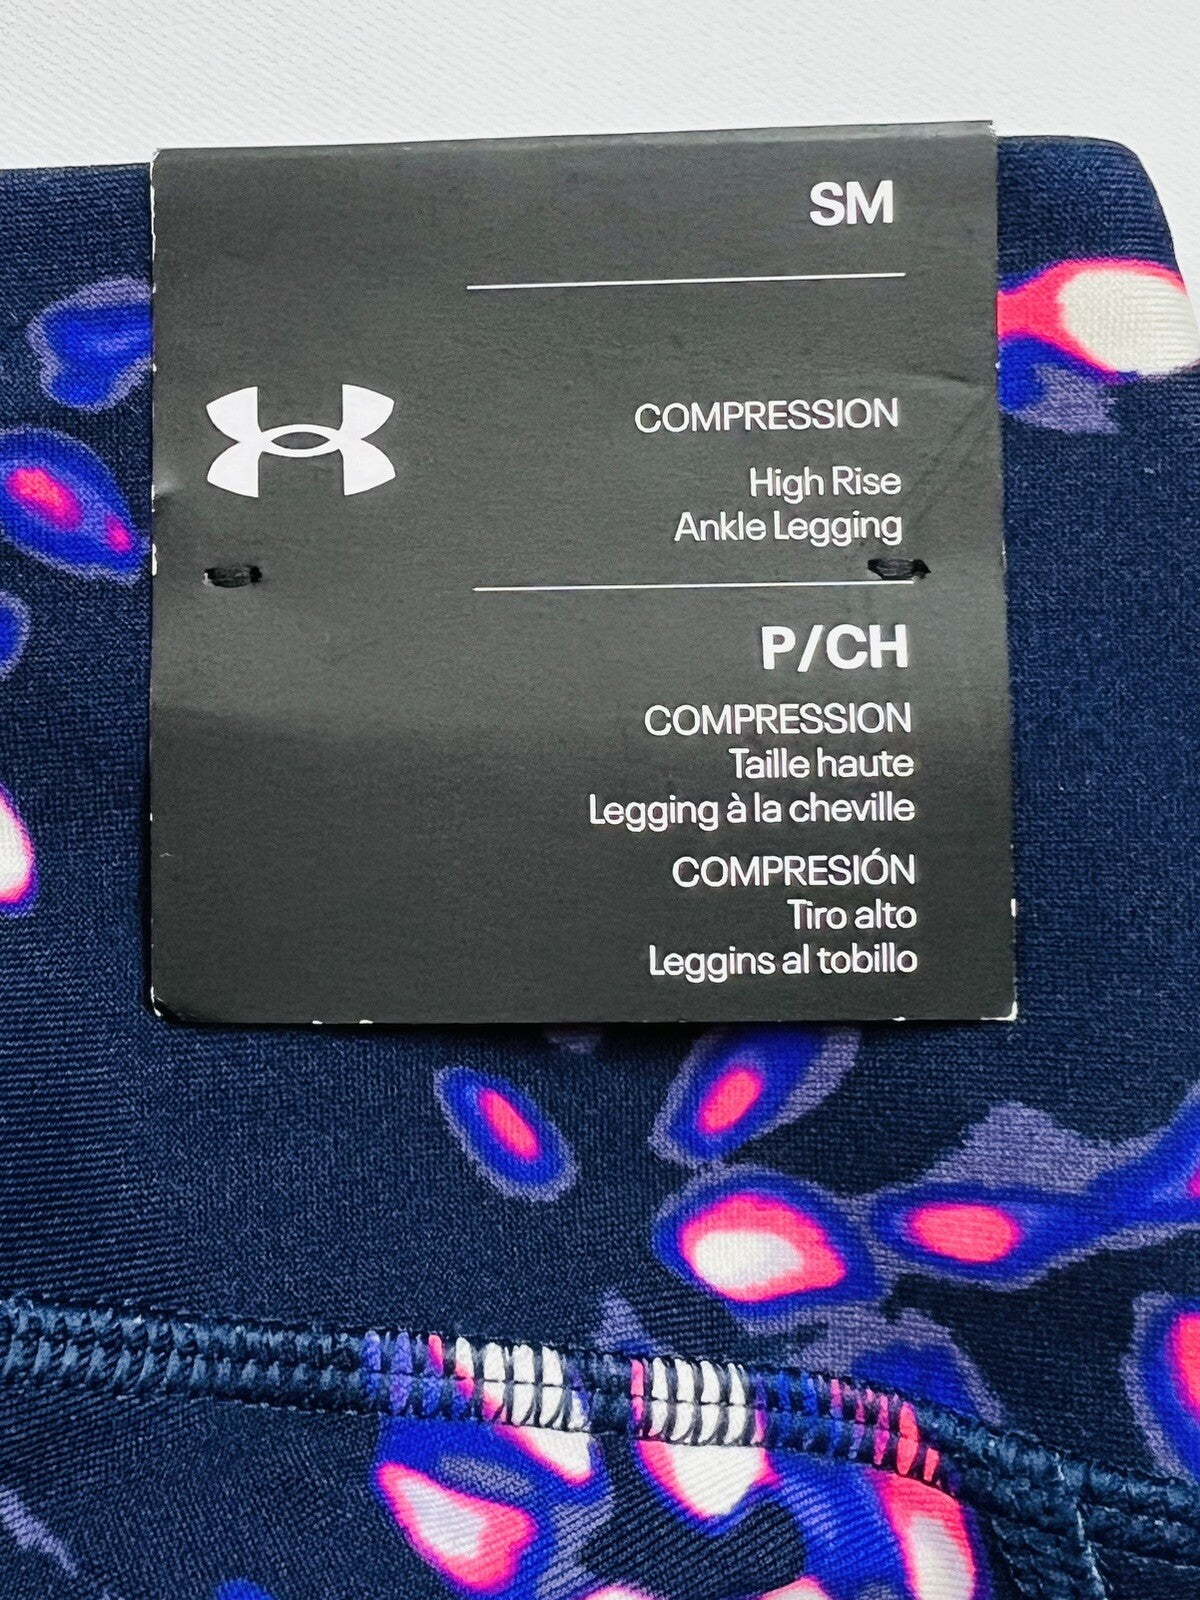 SM
COMPRESSION
High Rise
Ankle Legging
P/CH
COMPRESSION
Taille haute
Legging à la cheville
COMPRESIÓN
Tiro alto
Leggins al tobillo